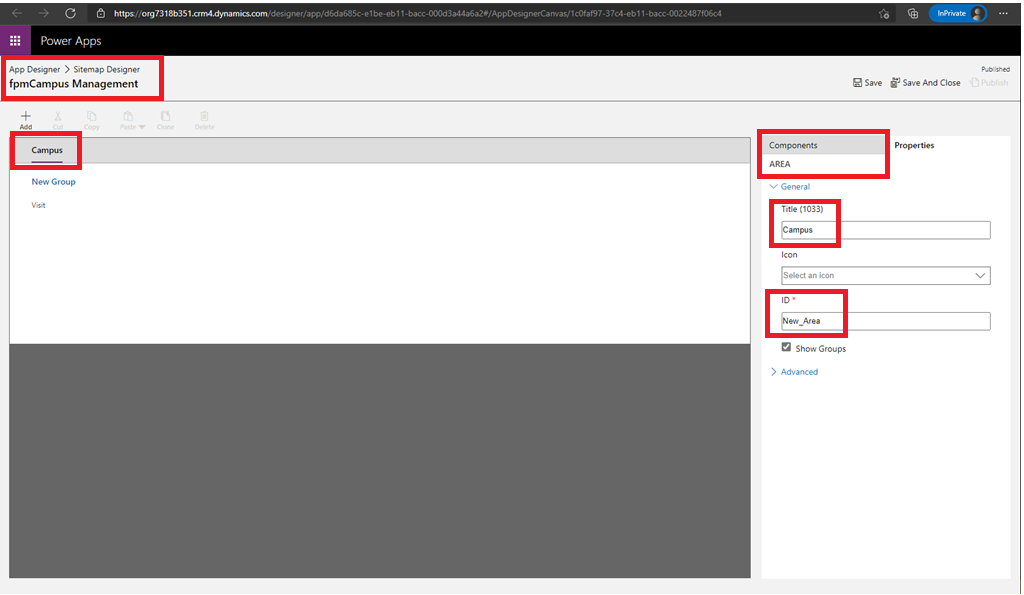 https://org7318b351.crm4.dynamics.com/designer/app/d6da685c-e1be-eb11-bacc-000d3a44a6a2#/AppDesignerCanvas/1c0faf97-37c4-eb11-bacc-0022487f06c4
InPrivate
Power Apps
App Designer > Sitemap Designer
fpmCampus Management
Published
Save
Save And Close
Publish
Add
Cut
Copy
Paste
Clone
Delete
Campus
New Group
Visit
Components
Properties
AREA
General
Title (1033)
Campus
Icon
Select an icon
ID *
New_Area
Show Groups
Advanced